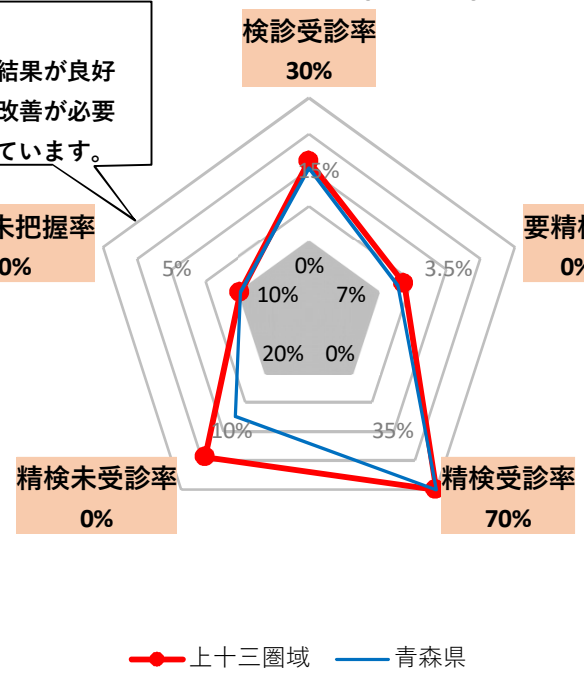 検診受診率
30%
結果が良好
改善が必要
ています。
未把握率
0%
要精検
0%
15%
5%
3.5%
0%
10%
7%
20%
0%
10%
35%
精検未受診率
0%
精検受診率
70%
上十三圏域
青森県